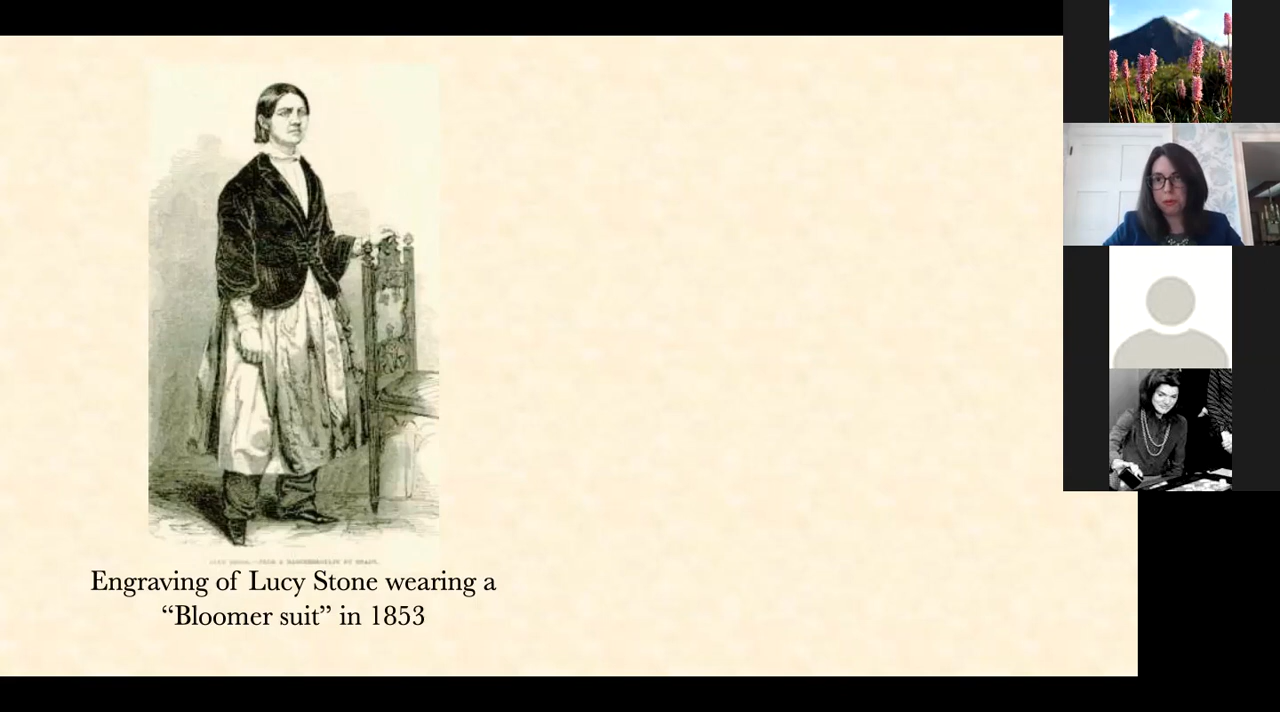 Engraving of Lucy Stone wearing a
“Bloomer suit” in 1853